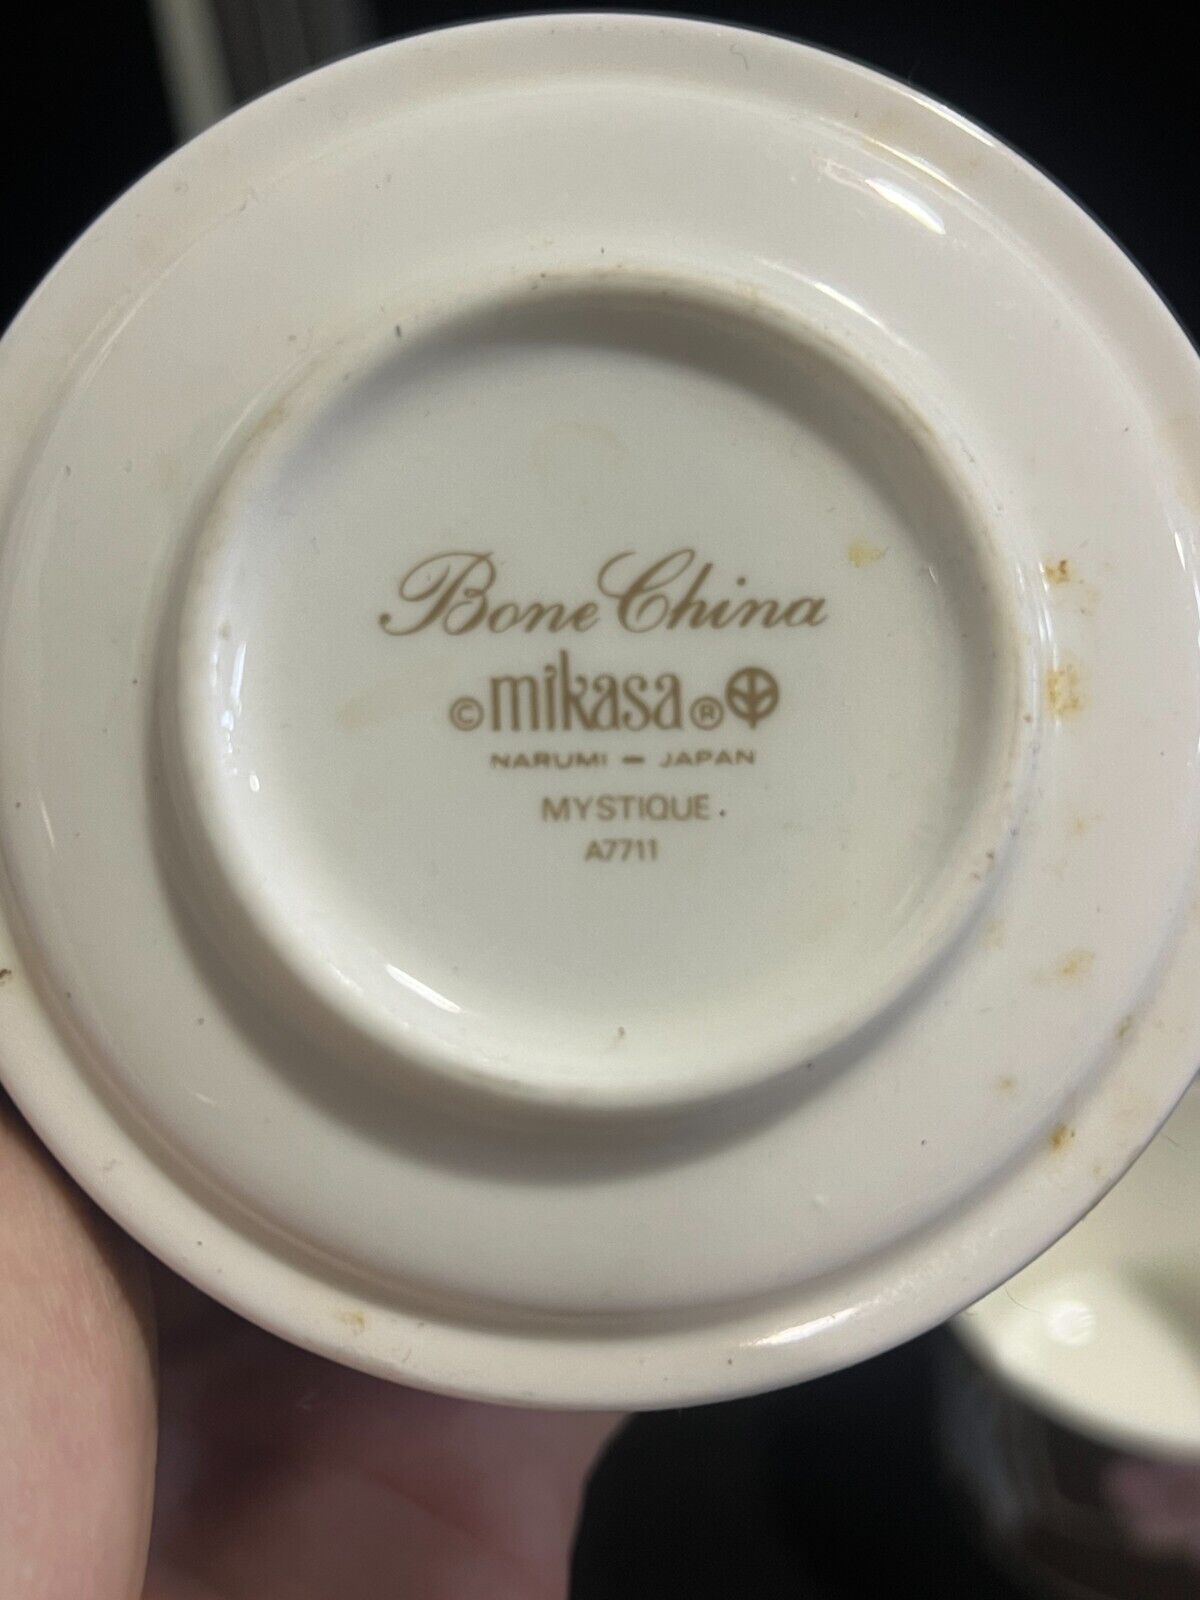 Bone China
©mikasa®
NARUMI – JAPAN
MYSTIQUE.
A7711